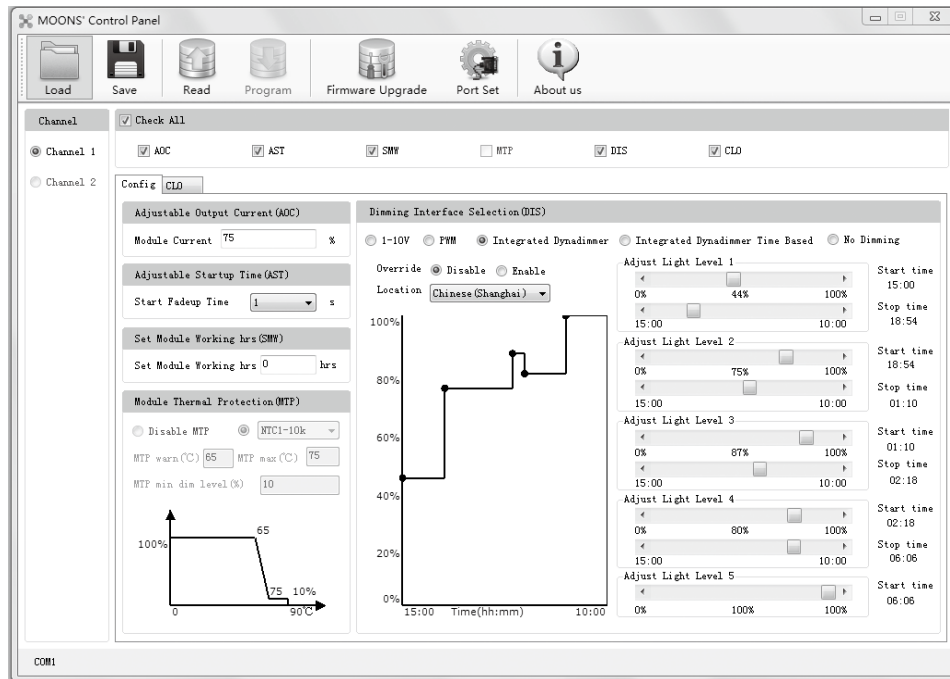 MOONS' Control Panel
Load Save Read Program Firmware Upgrade Port Set About us
Channel
Channel 1
Channel 2
Check All
AOC AST SMW MTP DIS CLO
Config CLO
Adjustable Output Current(AOC)
Module Current 75 %
Adjustable Startup Time(AST)
Start Fadeup Time 1 s
Set Module Working hrs(SMW)
Set Module Working hrs 0 hrs
Module Thermal Protection(MTP)
Disable MTP NTC1-10k
MTP warn(℃) 65 MTP max(℃) 75
MTP min dim level(%) 10
100%
65
75 10%
0 90℃
Dimming Interface Selection(DIS)
1-10V PWM Integrated Dynadimmer Integrated Dynadimmer Time Based No Dimming
Override Disable Enable
Location Chinese(Shanghai)
100%
80%
60%
40%
20%
0%
15:00 Time(hh:mm) 10:00
Adjust Light Level 1
0% 44% 100%
15:00 10:00
Start time
15:00
Stop time
18:54
Adjust Light Level 2
0% 75% 100%
15:00 10:00
Start time
18:54
Stop time
01:10
Adjust Light Level 3
0% 87% 100%
15:00 10:00
Start time
01:10
Stop time
02:18
Adjust Light Level 4
0% 80% 100%
15:00 10:00
Start time
02:18
Stop time
06:06
Adjust Light Level 5
0% 100% 100%
Start time
06:06
COM1